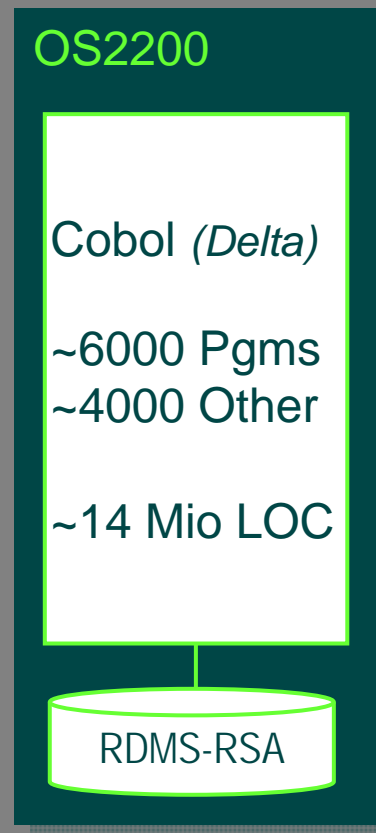 OS2200
Cobol (Delta)
~6000 Pgms
~4000 Other
~14 Mio LOC
RDMS-RSA